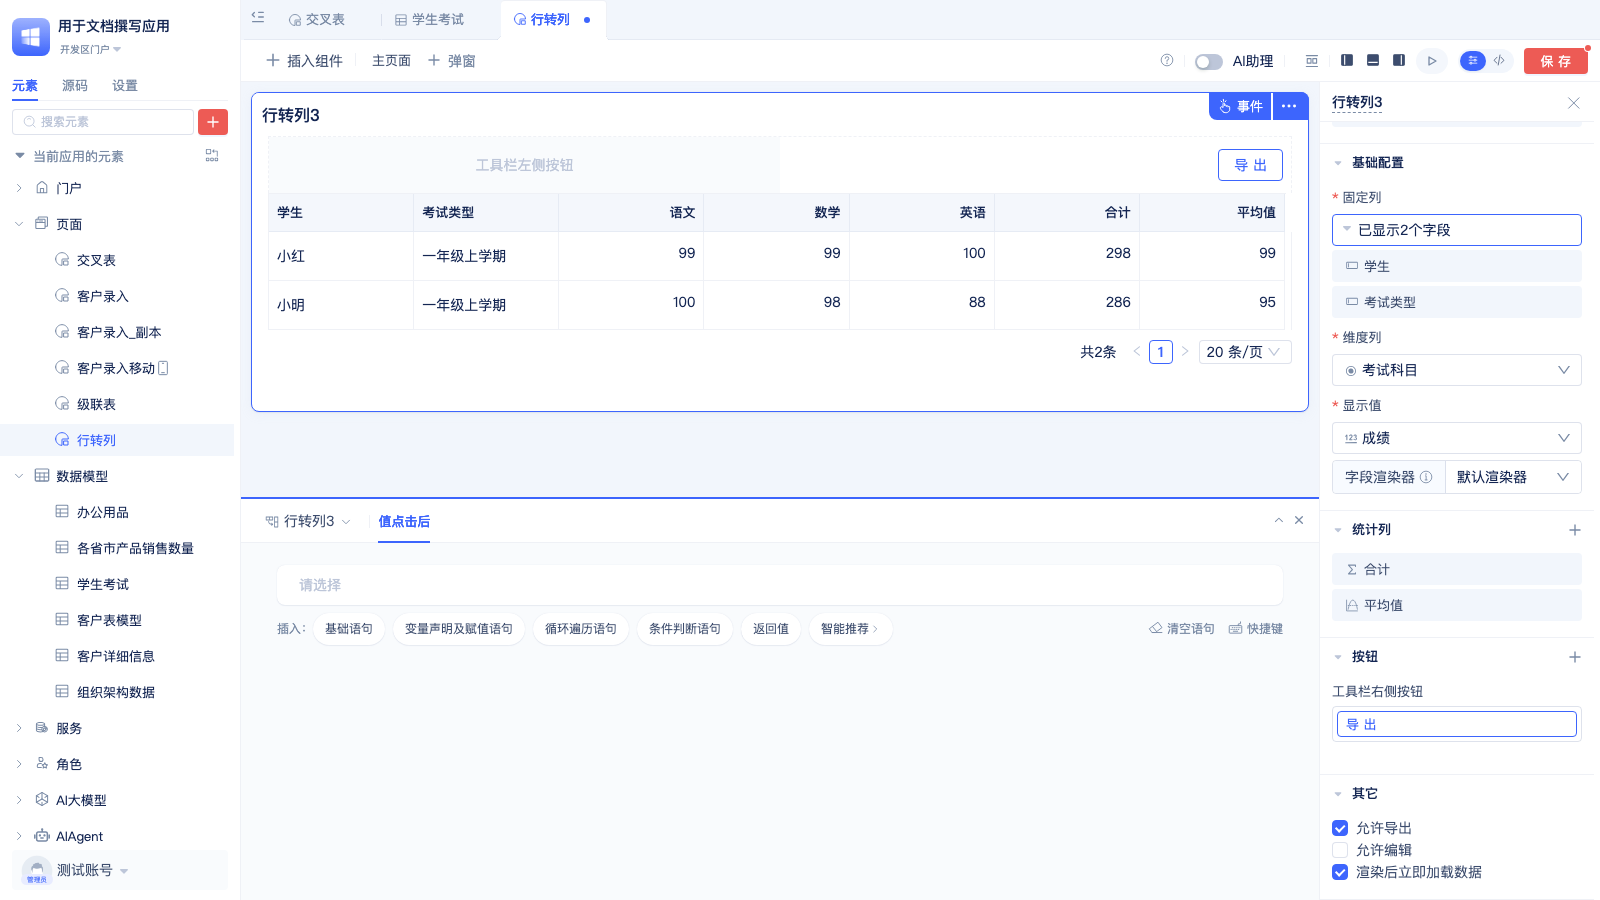 用于文档撰写应用
开发区门户
元素 源码 设置
搜索元素
当前应用的元素
门户
页面
交叉表
客户录入
客户录入_副本
客户录入移动
级联表
行转列
数据模型
办公用品
各省市产品销售数量
学生考试
客户表模型
客户详细信息
组织架构数据
服务
角色
AI大模型
AIAgent
管理员
测试账号
交叉表 学生考试 行转列
插入组件 主页面 弹窗
AI助理
保 存
行转列3
事件
工具栏左侧按钮
导 出
学生 考试类型 语文 数学 英语 合计 平均值
小红 一年级上学期 99 99 100 298 99
小明 一年级上学期 100 98 88 286 95
共2条 1 20 条/页
行转列3 值点击后
请选择
插入: 基础语句 变量声明及赋值语句 循环遍历语句 条件判断语句 返回值 智能推荐
清空语句 快捷键
行转列3
基础配置
* 固定列
已显示2个字段
学生
考试类型
* 维度列
考试科目
* 显示值
123 成绩
字段渲染器 默认渲染器
统计列
合计
平均值
按钮
工具栏右侧按钮
导 出
其它
允许导出
允许编辑
渲染后立即加载数据